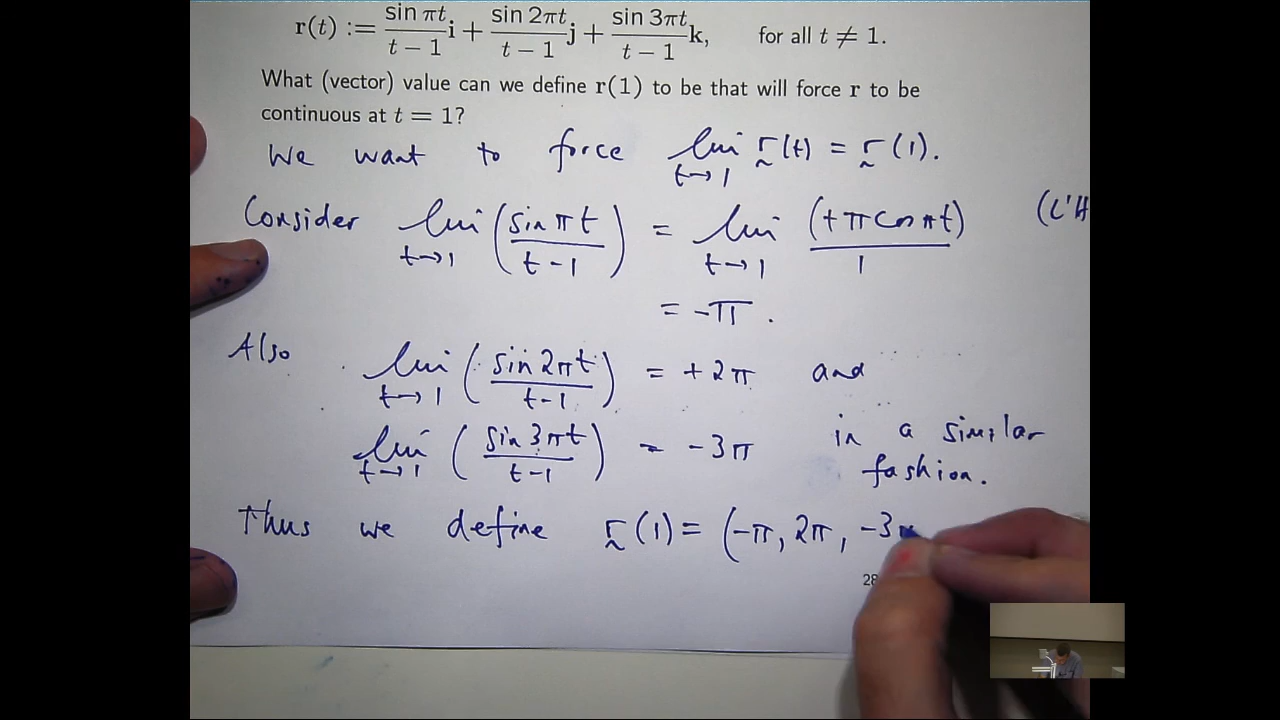 r(t) := sin πt/t − 1 i + sin 2πt/t − 1 j + sin 3πt/t − 1 k, for all t ≠ 1.
What (vector) value can we define r(1) to be that will force r to be
continuous at t = 1?
We want to force lim t→1 r(t) = r(1).
Consider lim t→1 (sin πt/t-1) = lim t→1 (+π cos πt)/1 (L'H
= -π.
Also lim t→1 (sin 2πt/t-1) = +2π and
lim t→1 (sin 3πt/t-1) = -3π in a similar
fashion.
Thus we define r(1) = (-π, 2π, -3π
28